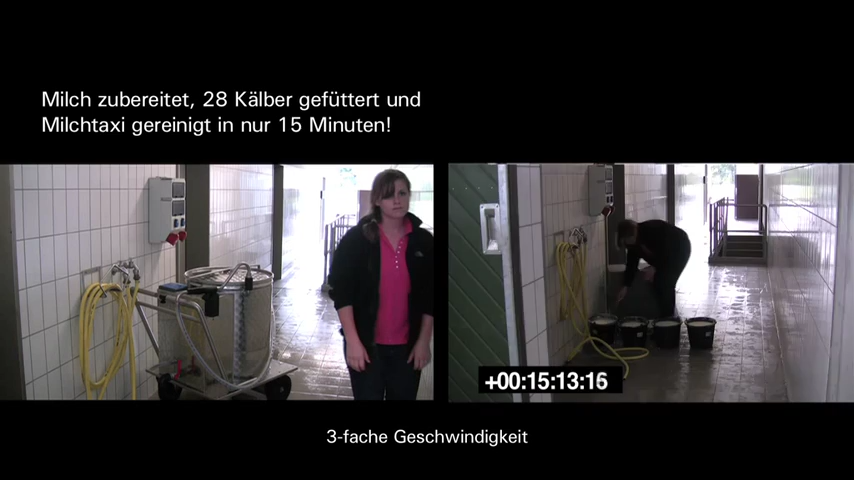 Milch zubereitet, 28 Kälber gefüttert und
Milchtaxi gereinigt in nur 15 Minuten!
+00:15:13:16
3-fache Geschwindigkeit